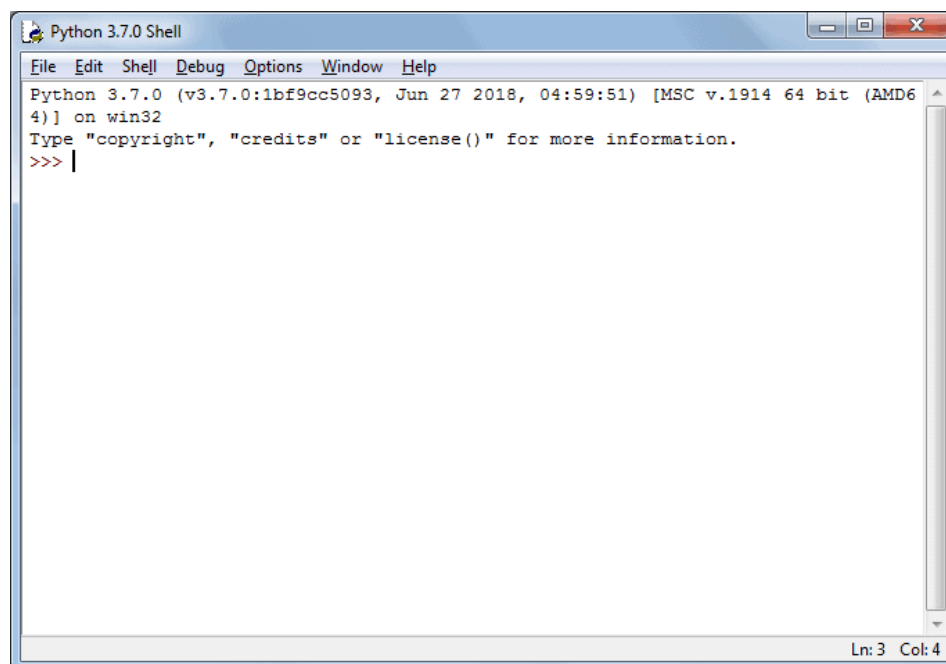 Python 3.7.0 Shell
File Edit Shell Debug Options Window Help
Python 3.7.0 (v3.7.0:1bf9cc5093, Jun 27 2018, 04:59:51) [MSC v.1914 64 bit (AMD6
4)] on win32
Type "copyright", "credits" or "license()" for more information.
>>>
Ln: 3 Col: 4